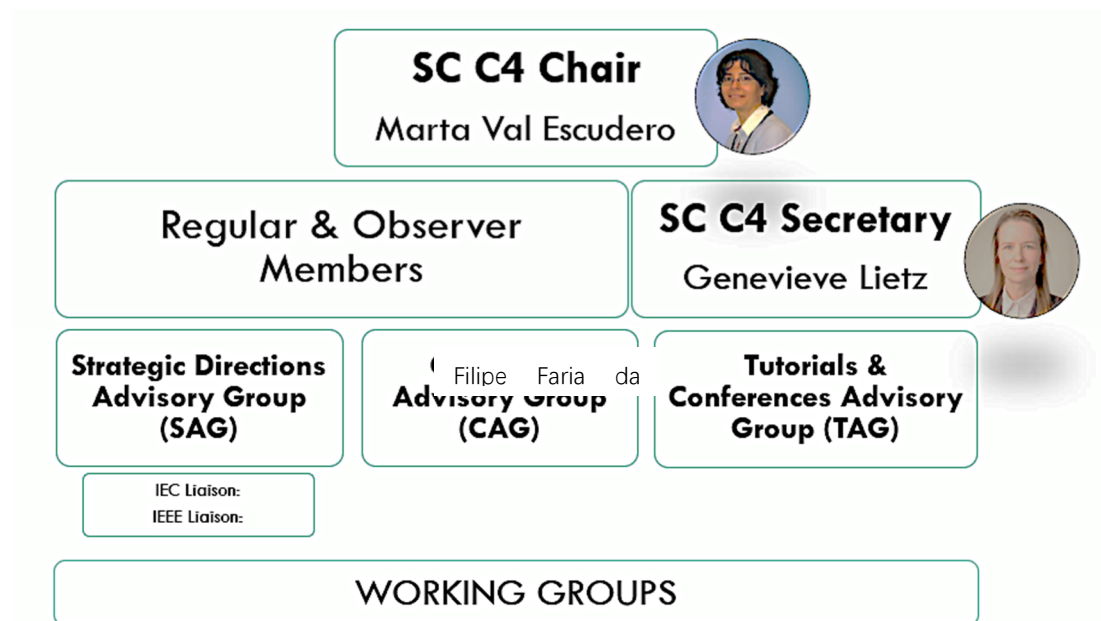 SC C4 Chair
Marta Val Escudero
Regular & Observer
Members
SC C4 Secretary
Genevieve Lietz
Strategic Directions
Advisory Group
(SAG)
Filipe Faria da
Advisory Group
(CAG)
Tutorials &
Conferences Advisory
Group (TAG)
IEC Liaison:
IEEE Liaison:
WORKING GROUPS